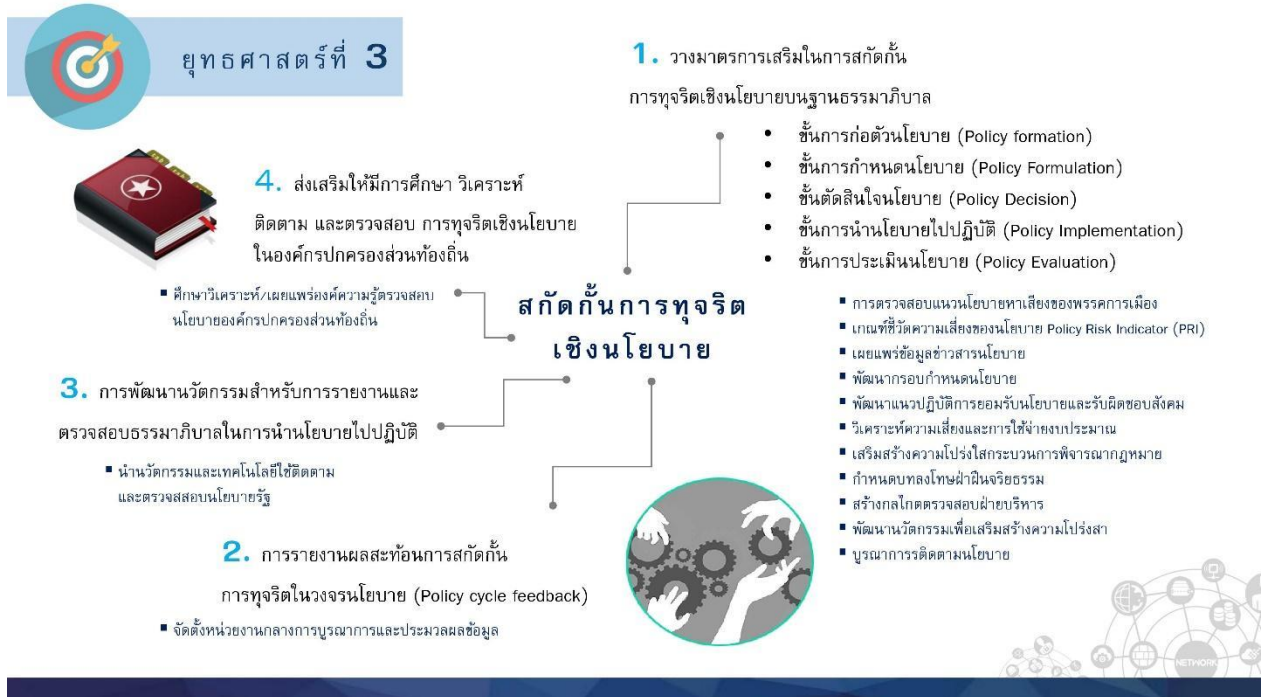 ยุทธศาสตร์ที่ 3
1. วางมาตรการเสริมในการสกัดกั้น
การทุจริตเชิงนโยบายบนฐานธรรมาภิบาล
• ขั้นการก่อตัวนโยบาย (Policy formation)
• ขั้นการกำหนดนโยบาย (Policy Formulation)
• ขั้นตัดสินใจนโยบาย (Policy Decision)
• ขั้นการนำนโยบายไปปฏิบัติ (Policy Implementation)
• ขั้นการประเมินนโยบาย (Policy Evaluation)
▪ การตรวจสอบแนวนโยบายหาเสียงของพรรคการเมือง
▪ เกณฑ์ชี้วัดความเสี่ยงของนโยบาย Policy Risk Indicator (PRI)
▪ เผยแพร่ข้อมูลข่าวสารนโยบาย
▪ พัฒนากรอบกำหนดนโยบาย
▪ พัฒนาแนวปฏิบัติการยอมรับนโยบายและรับผิดชอบสังคม
▪ วิเคราะห์ความเสี่ยงและการใช้จ่ายงบประมาณ
▪ เสริมสร้างความโปร่งใสกระบวนการพิจารณากฎหมาย
▪ กำหนดบทลงโทษฝ่าฝืนจริยธรรม
▪ สร้างกลไกตตรวจสอบฝ่ายบริหาร
▪ พัฒนานวัตกรรมเพื่อเสริมสร้างความโปร่งสา
▪ บูรณาการรติดตามนโยบาย
4. ส่งเสริมให้มีการศึกษา วิเคราะห์
ติดตาม และตรวจสอบ การทุจริตเชิงนโยบาย
ในองค์กรปกครองส่วนท้องถิ่น
▪ ศึกษาวิเคราะห์/เผยแพร่องค์ความรู้ตรวจสอบ
นโยบายองค์กรปกครองส่วนท้องถิ่น
สกัดกั้นการทุจริต
เชิงนโยบาย
3. การพัฒนานวัตกรรมสำหรับการรายงานและ
ตรวจสอบธรรมาภิบาลในการนำนโยบายไปปฏิบัติ
▪ นำนวัตกรรมและเทคโนโลยีใช้ติดตาม
และตรวจสสอบนโยบายรัฐ
2. การรายงานผลสะท้อนการสกัดกั้น
การทุจริตในวงจรนโยบาย (Policy cycle feedback)
▪ จัดตั้งหน่วยงานกลางการบูรณาการและประมวลผลข้อมูล
NETWORK